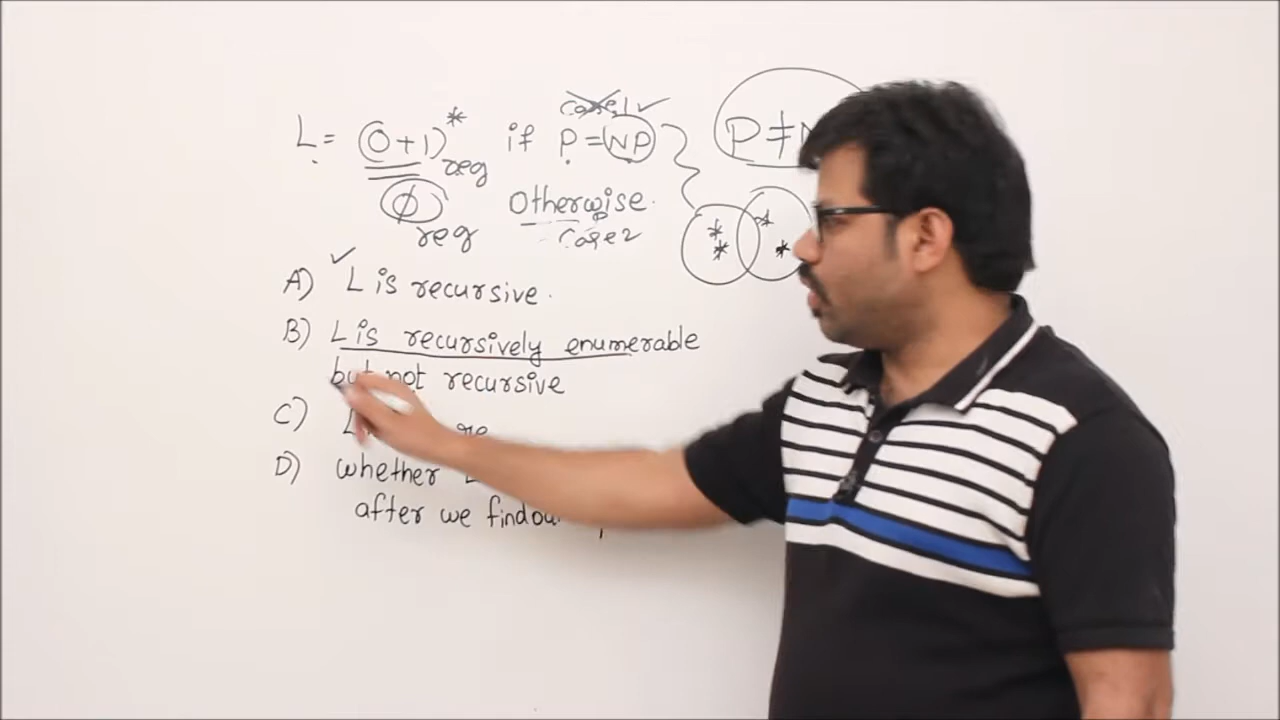 L = (0+1)* if P = NP
reg
case 1
P ≠
ϕ Otherwise.
reg
case 2
A) L is recursive.
B) L is recursively enumerable
but not recursive
C) L
D) whether
after we findou